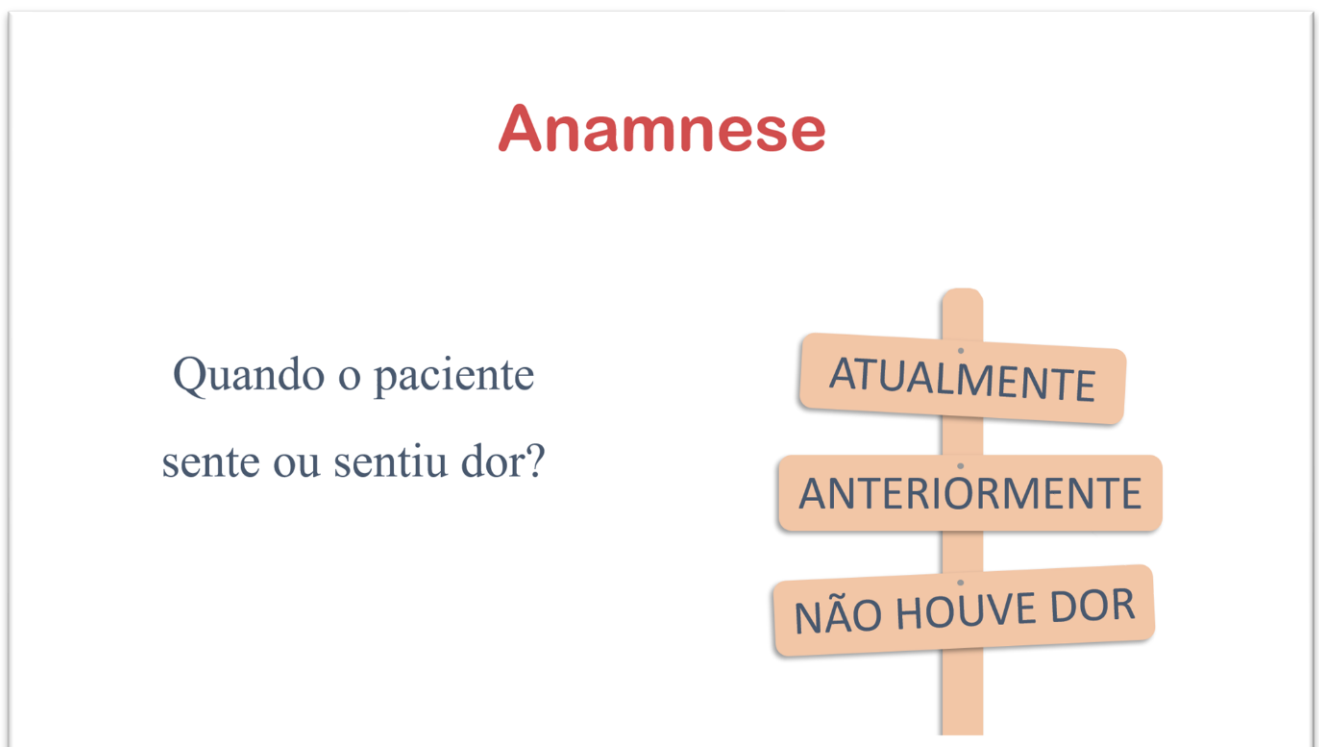 Anamnese
Quando o paciente
sente ou sentiu dor?
ATUALMENTE
ANTERIORMENTE
NÃO HOUVE DOR